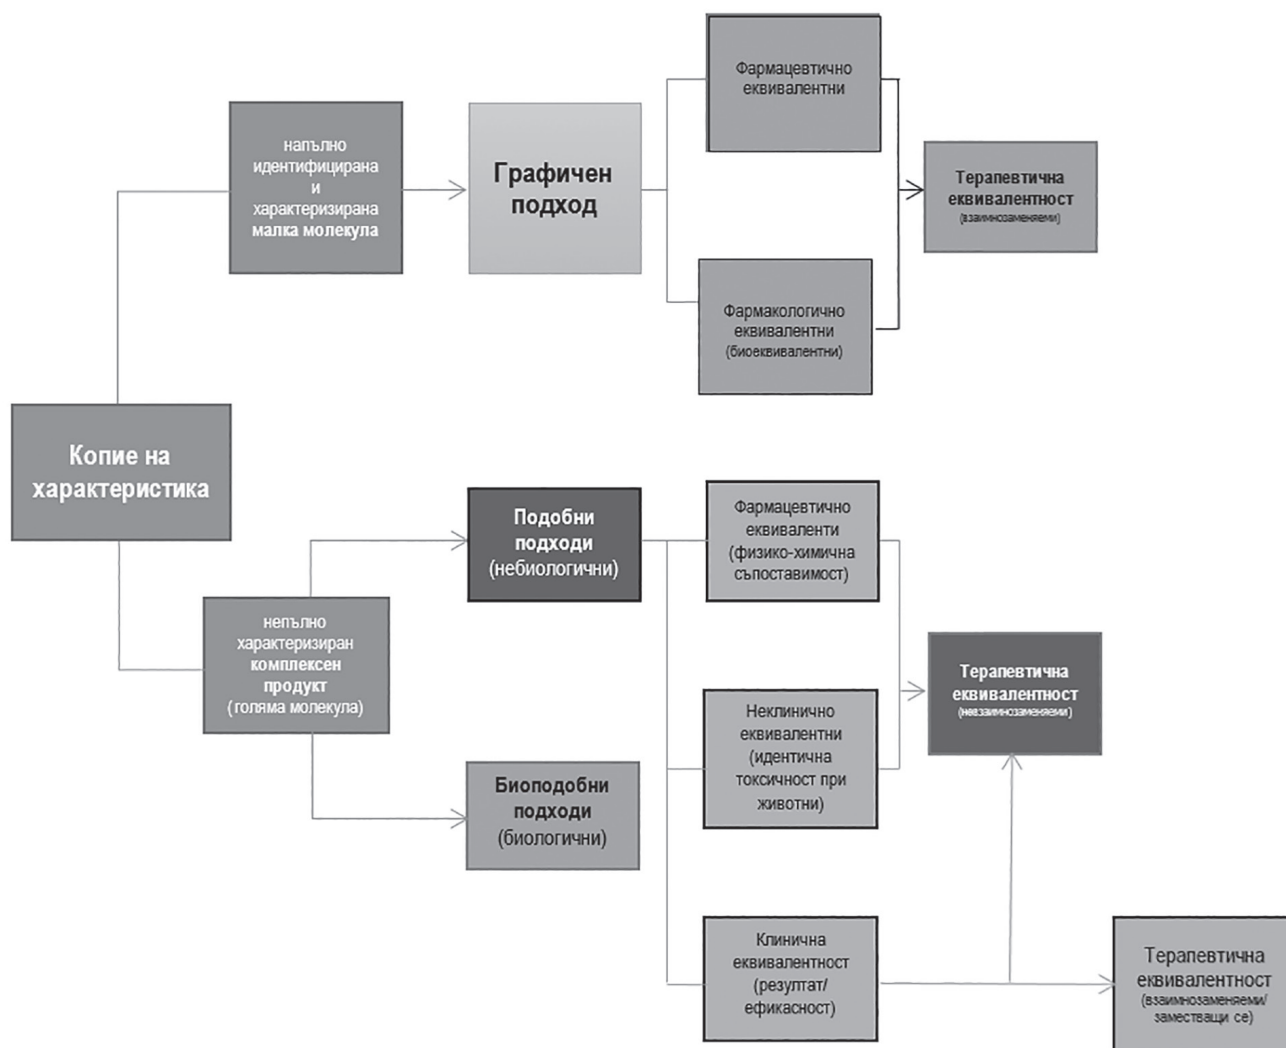 напълно
идентифицирана
и
характеризирана
малка молекула
Графичен
подход
Фармацевтично
еквивалентни
Фармакологично
еквивалентни
(биоеквивалентни)
Терапевтична
еквивалентност
(взаимнозаменяеми)
Копие на
характеристика
непълно
характеризиран
комплексен
продукт
(голяма молекула)
Подобни
подходи
(небиологични)
Биоподобни
подходи
(биологични)
Фармацевтично
еквиваленти
(физико-химична
съпоставимост)
Неклинично
еквивалентни
(идентична
токсичност при
животни)
Клинична
еквивалентност
(резултат/
ефикасност)
Терапевтична
еквивалентност
(невзаимнозаменяеми)
Терапевтична
еквивалентност
(взаимнозаменяеми/
заместващи се)